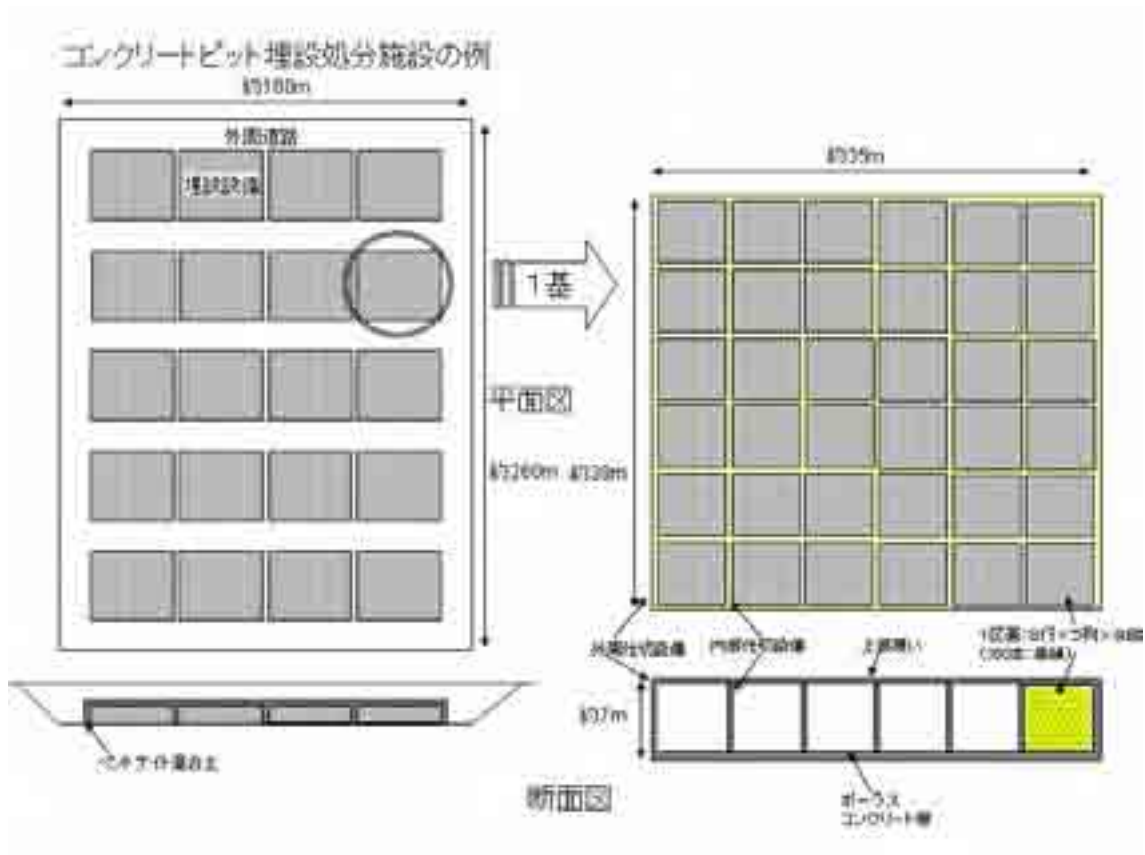 コンクリートピット埋設処分施設の例
約180m
外周道路
埋設設備
約39m
1基
平面図
約260m
約38m
外周仕切設備
内部仕切設備
上部覆い
約7m
ベントナイト混合土
断面図
ポーラス
コンクリート層